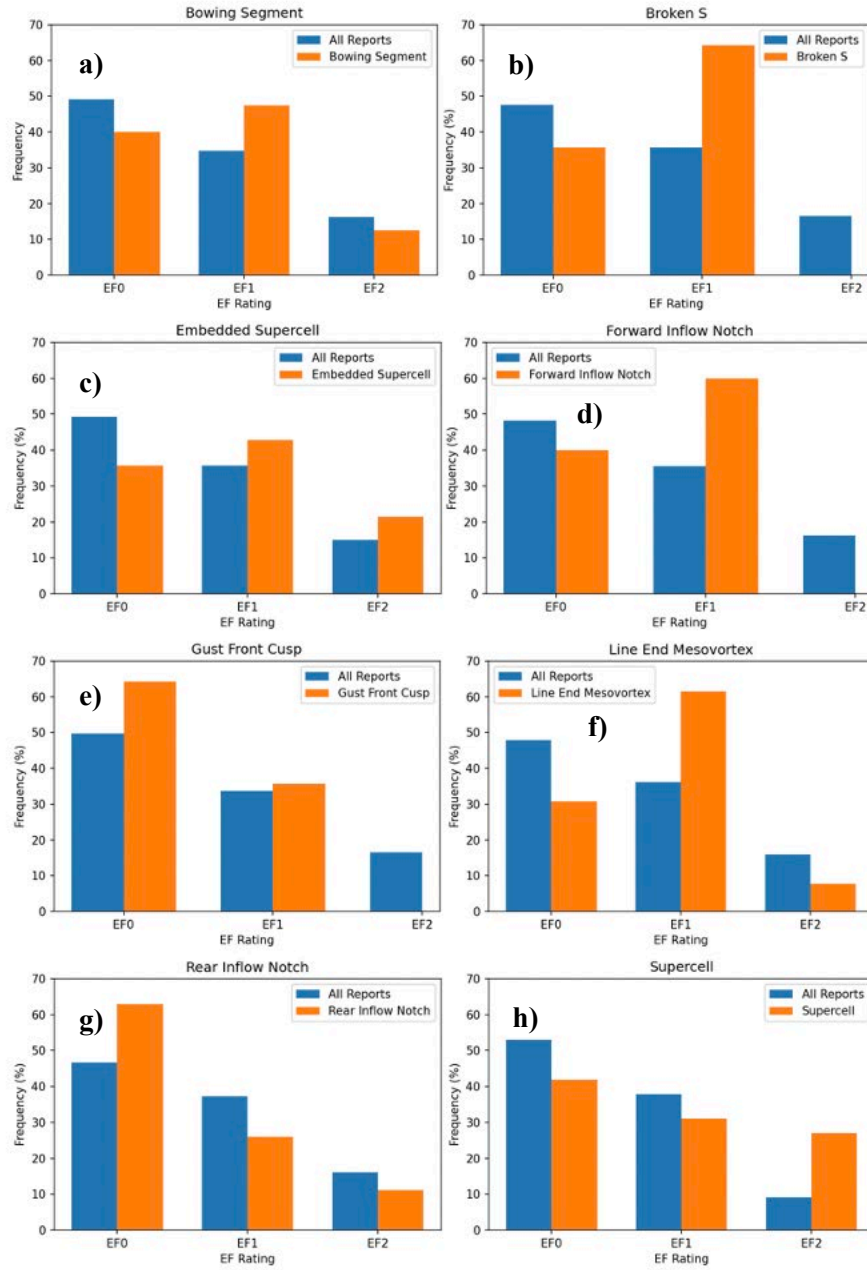 Bowing Segment
a)
All Reports
Bowing Segment
70
60
50
40
30
20
10
0
Frequency
EF0 EF1 EF2
EF Rating
Broken S
b)
All Reports
Broken S
70
60
50
40
30
20
10
0
Frequency (%)
EF0 EF1 EF2
EF Rating
Embedded Supercell
c)
All Reports
Embedded Supercell
70
60
50
40
30
20
10
0
Frequency (%)
EF0 EF1 EF2
EF Rating
Forward Inflow Notch
All Reports
Forward Inflow Notch
d)
70
60
50
40
30
20
10
0
Frequency (%)
EF0 EF1 EF2
EF Rating
Gust Front Cusp
e)
All Reports
Gust Front Cusp
70
60
50
40
30
20
10
0
Frequency (%)
EF0 EF1 EF2
EF Rating
Line End Mesovortex
All Reports
Line End Mesovortex
f)
70
60
50
40
30
20
10
0
Frequency (%)
EF0 EF1 EF2
EF Rating
Rear Inflow Notch
g)
All Reports
Rear Inflow Notch
70
60
50
40
30
20
10
0
Frequency (%)
EF0 EF1 EF2
EF Rating
Supercell
h)
All Reports
Supercell
70
60
50
40
30
20
10
0
Frequency (%)
EF0 EF1 EF2
EF Rating